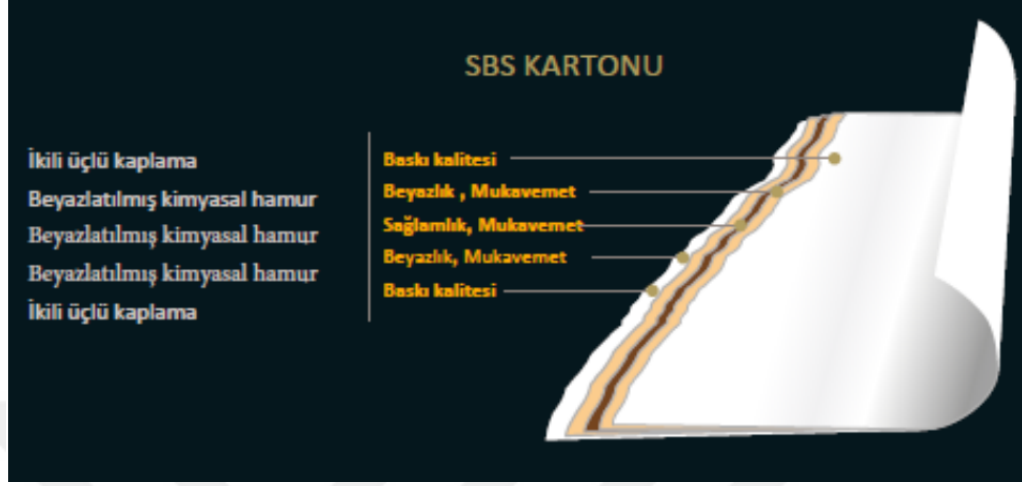 SBS KARTONU
İkili üçlü kaplama
Beyazlatılmış kimyasal hamur
Beyazlatılmış kimyasal hamur
Beyazlatılmış kimyasal hamur
İkili üçlü kaplama
Baskı kalitesi
Beyazlık , Mukavemet
Sağlamlık, Mukavemet
Beyazlık, Mukavemet
Baskı kalitesi